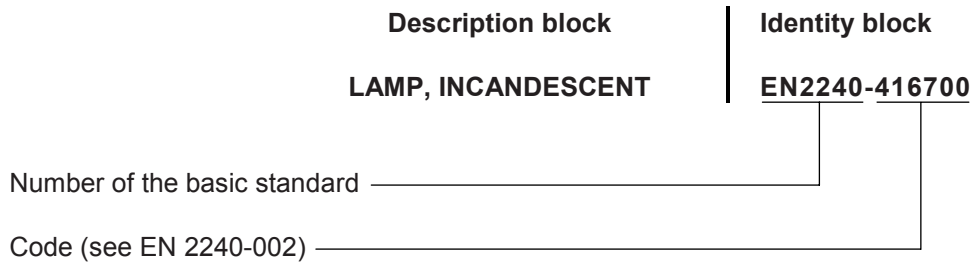 Description block Identity block
LAMP, INCANDESCENT EN2240-416700
Number of the basic standard
Code (see EN 2240-002)